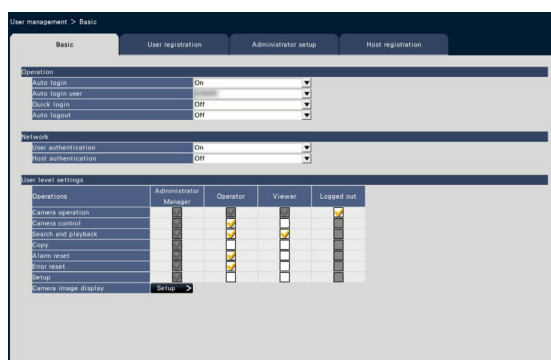 User management > Basic
Basic User registration Administrator setup Host registration
Operation
Auto login On
Auto login user
Quick login Off
Auto logout Off
Network
User authentication On
Host authentication Off
User level settings
Operations Administrator Manager Operator Viewer Logged out
Camera operation
Camera control
Search and playback
Copy
Alarm reset
Error reset
Setup
Camera image display Setup >